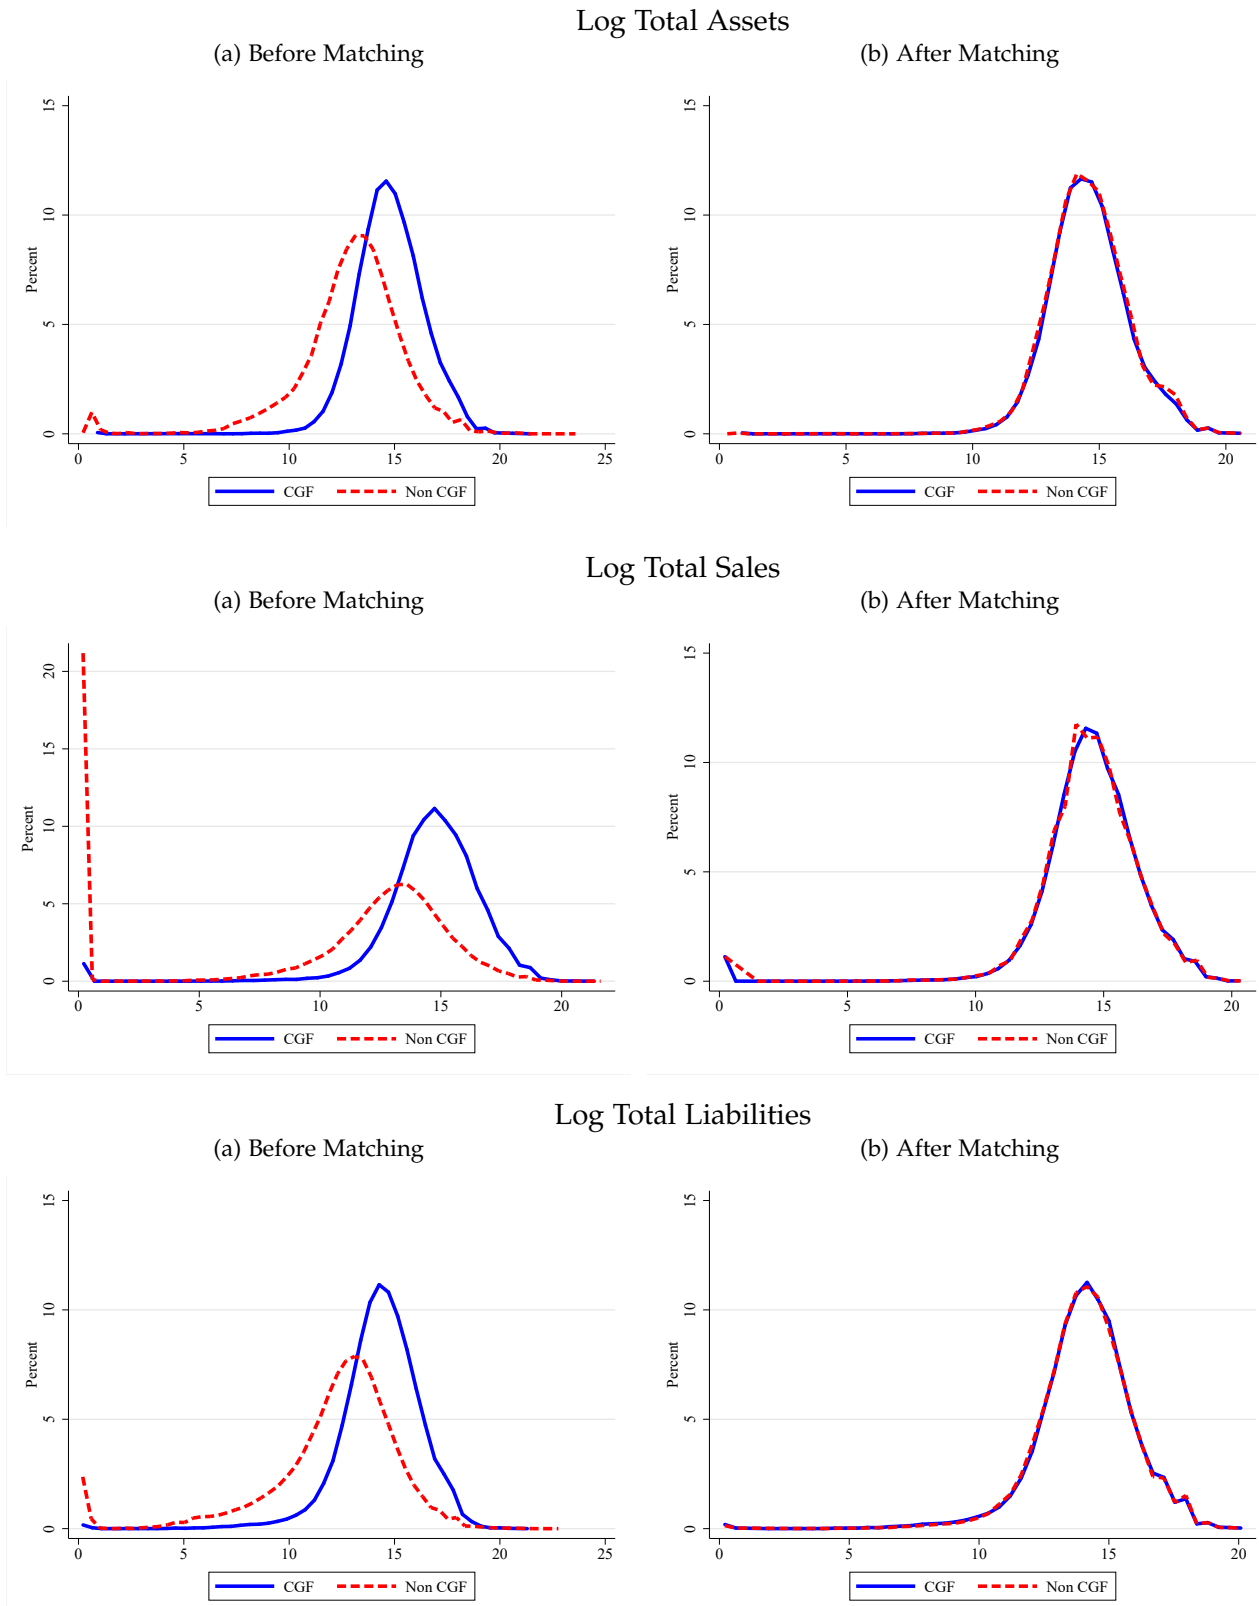 Log Total Assets
(a) Before Matching
(b) After Matching
15
10
5
0
Percent
0 5 10 15 20 25
CGF Non CGF
15
10
5
0
Percent
0 5 10 15 20
CGF Non CGF
Log Total Sales
(a) Before Matching
(b) After Matching
20
15
10
5
0
Percent
0 5 10 15 20
CGF Non CGF
15
10
5
0
Percent
0 5 10 15 20
CGF Non CGF
Log Total Liabilities
(a) Before Matching
(b) After Matching
15
10
5
0
Percent
0 5 10 15 20 25
CGF Non CGF
15
10
5
0
Percent
0 5 10 15 20
CGF Non CGF